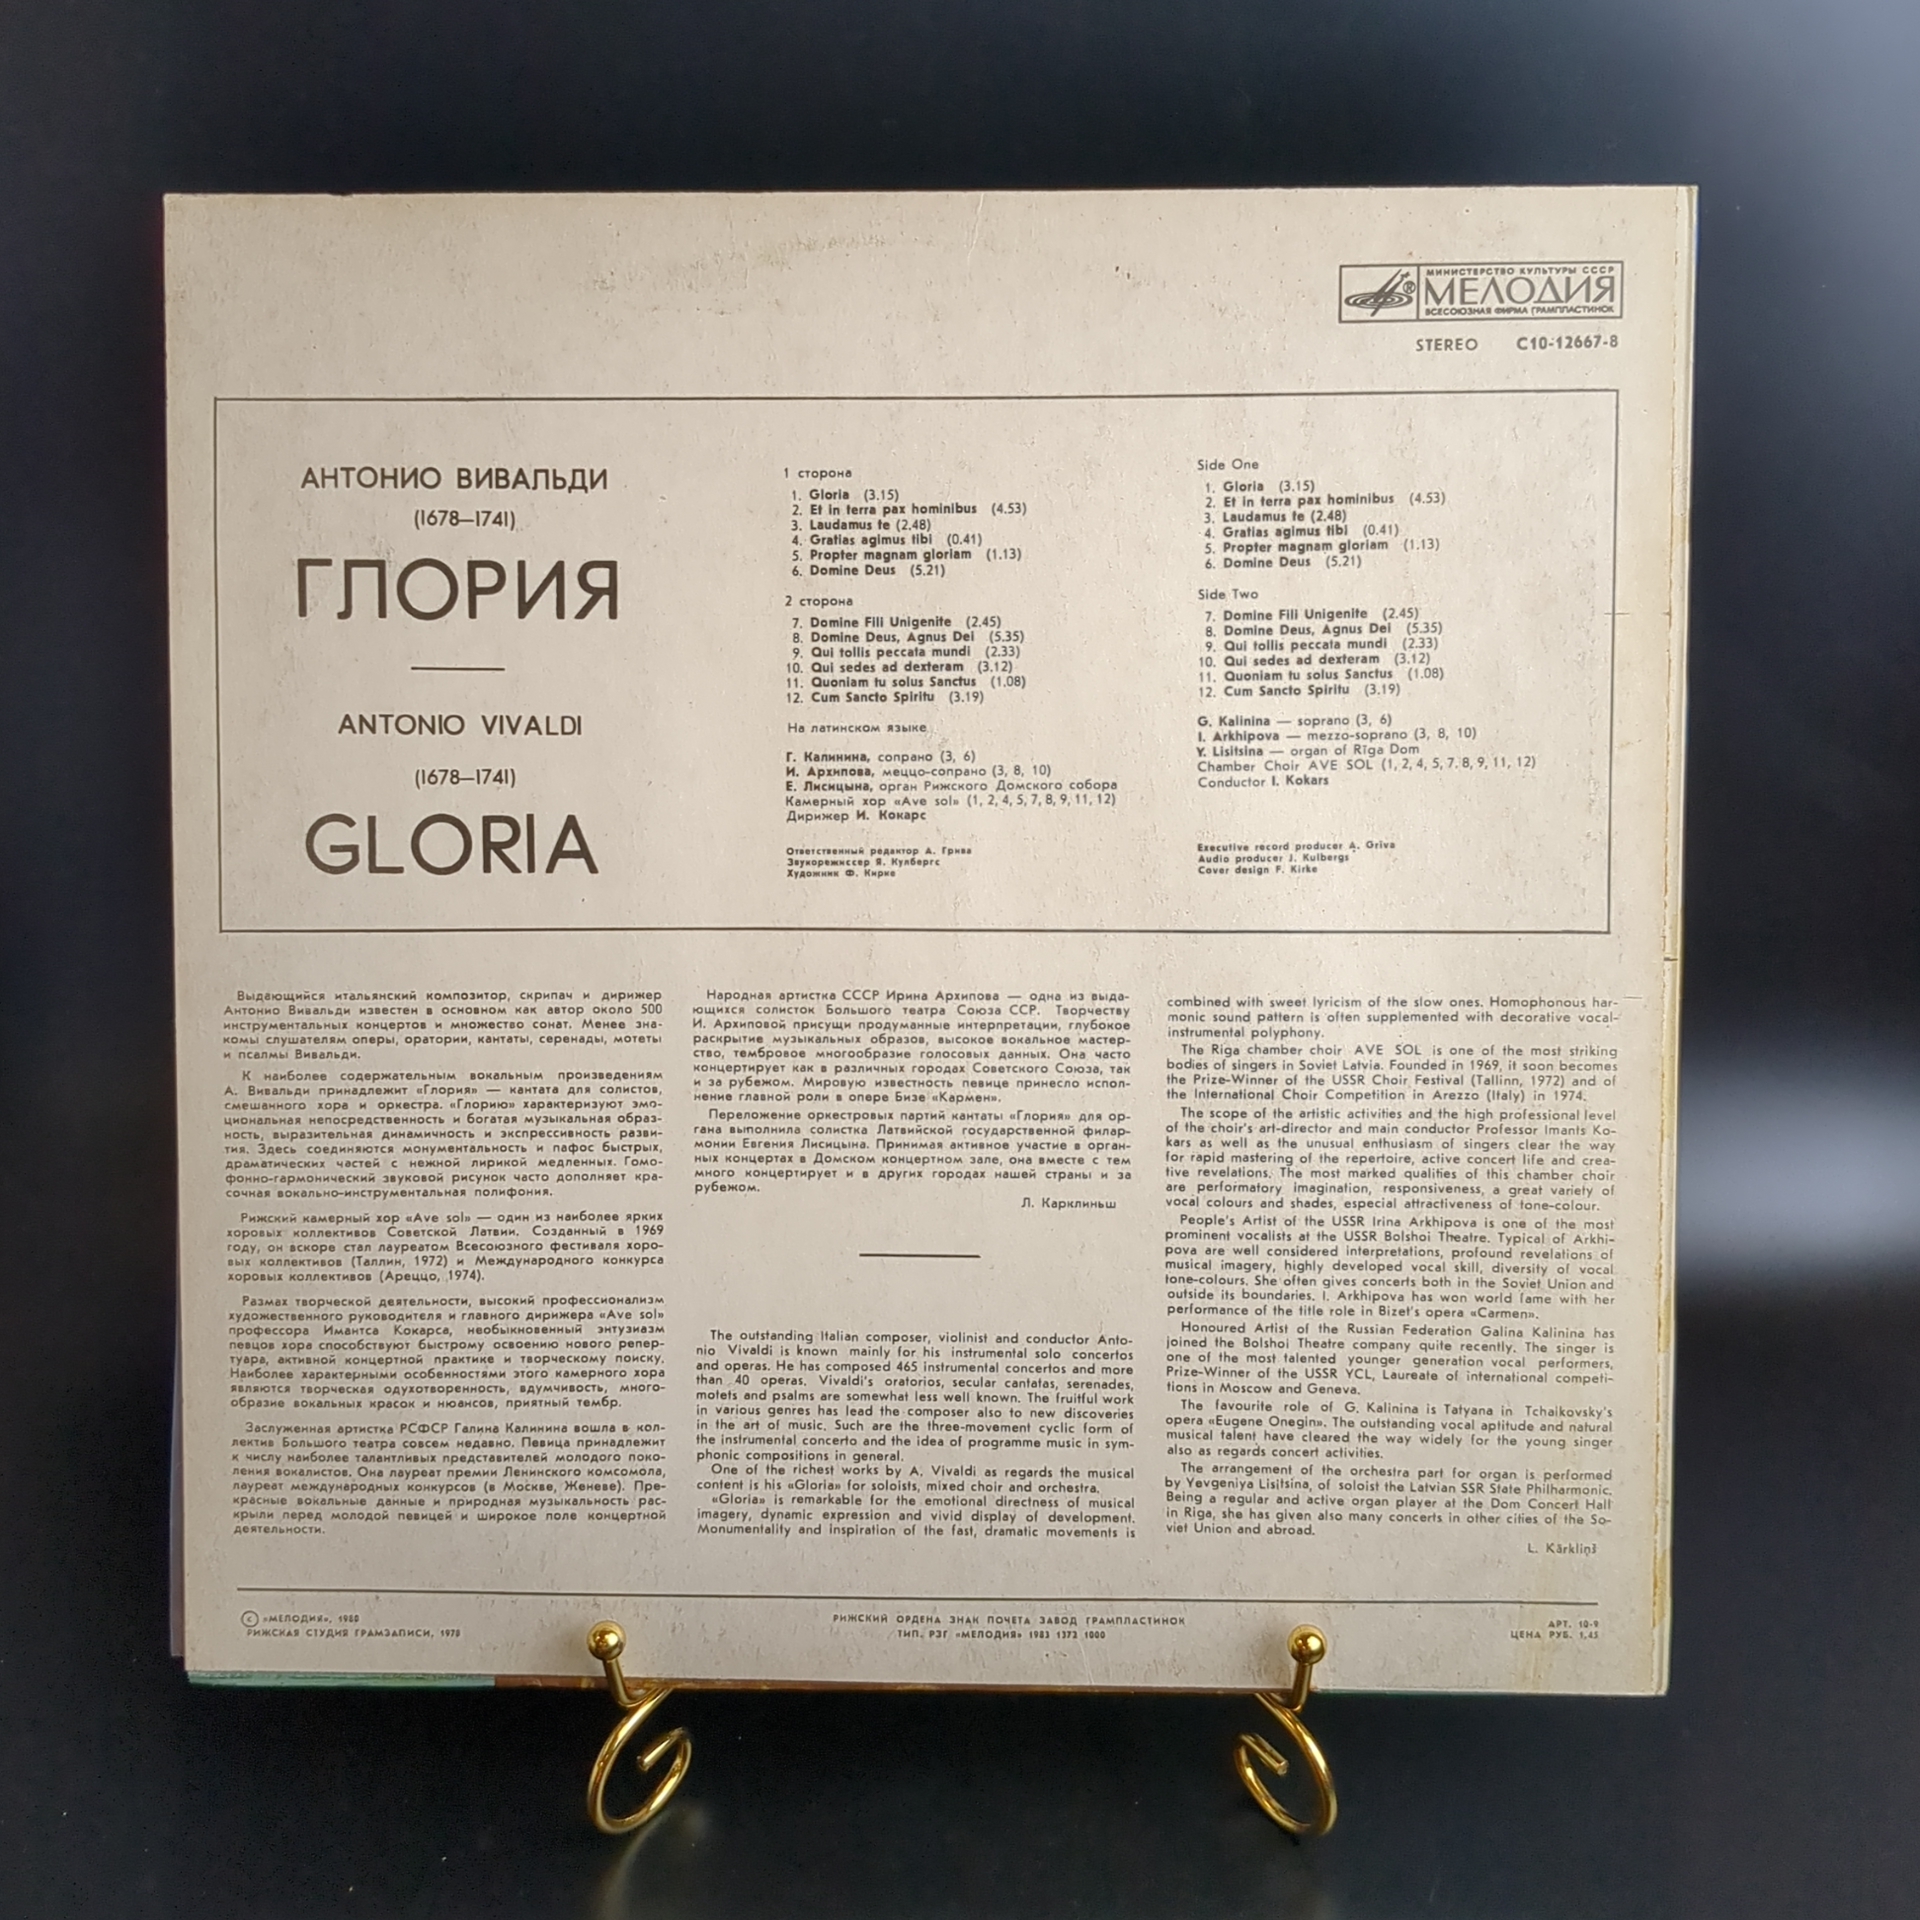 МИНИСТЕРСТВО КУЛЬТУРЫ СССР
МЕЛОДИЯ
ВСЕСОЮЗНАЯ ФИРМА ГРАМПЛАСТИНОК
STEREO С10-12667-8
АНТОНИО ВИВАЛЬДИ
(1678—1741)
ГЛОРИЯ
ANTONIO VIVALDI
(1678—1741)
GLORIA
1 сторона
1. Gloria (3.15)
2. Et in terra pax hominibus (4.53)
3. Laudamus te (2.48)
4. Gratias agimus tibi (0.41)
5. Propter magnam gloriam (1.13)
6. Domine Deus (5.21)
2 сторона
7. Domine Fili Unigenite (2.45)
8. Domine Deus, Agnus Dei (5.35)
9. Qui tollis peccata mundi (2.33)
10. Qui sedes ad dexteram (3.12)
11. Quoniam tu solus Sanctus (1.08)
12. Cum Sancto Spiritu (3.19)
На латинском языке
Г. Калинина, сопрано (3, 6)
И. Архипова, меццо-сопрано (3, 8, 10)
Е. Лисицына, орган Рижского Домского собора
Камерный хор «Ave sol» (1, 2, 4, 5, 7, 8, 9, 11, 12)
Дирижер И. Кокарс
Ответственный редактор А. Грива
Звукорежиссер Я. Кулбергс
Художник Ф. Кирке
Side One
1. Gloria (3.15)
2. Et in terra pax hominibus (4.53)
3. Laudamus te (2.48)
4. Gratias agimus tibi (0.41)
5. Propter magnam gloriam (1.13)
6. Domine Deus (5.21)
Side Two
7. Domine Fili Unigenite (2.45)
8. Domine Deus, Agnus Dei (5.35)
9. Qui tollis peccata mundi (2.33)
10. Qui sedes ad dexteram (3.12)
11. Quoniam tu solus Sanctus (1.08)
12. Cum Sancto Spiritu (3.19)
G. Kalinina — soprano (3, 6)
I. Arkhipova — mezzo-soprano (3, 8, 10)
Y. Lisitsina — organ of Rīga Dom
Chamber Choir AVE SOL (1, 2, 4, 5, 7, 8, 9, 11, 12)
Conductor I. Kokars
Executive record producer A. Griva
Audio producer J. Kulbergs
Cover design F. Kirke
Выдающийся итальянский композитор, скрипач и дирижер
Антонио Вивальди известен в основном как автор около 500
инструментальных концертов и множество сонат. Менее зна-
комы слушателям оперы, оратории, кантаты, серенады, мотеты
и псалмы Вивальди.
К наиболее содержательным вокальным произведениям
А. Вивальди принадлежит «Глория» — кантата для солистов,
смешанного хора и оркестра. «Глорию» характеризуют эмо-
циональная непосредственность и богатая музыкальная образ-
ность, выразительная динамичность и экспрессивность разви-
тия. Здесь соединяются монументальность и пафос быстрых,
драматических частей с нежной лирикой медленных. Гомо-
фонно-гармонический звуковой рисунок часто дополняет кра-
сочная вокально-инструментальная полифония.
Рижский камерный хор «Ave sol» — один из наиболее ярких
хоровых коллективов Советской Латвии. Созданный в 1969
году, он вскоре стал лауреатом Всесоюзного фестиваля хоро-
вых коллективов (Таллин, 1972) и Международного конкурса
хоровых коллективов (Ареццо, 1974).
Размах творческой деятельности, высокий профессионализм
художественного руководителя и главного дирижера «Ave sol»
профессора Имантса Кокарса, необыкновенный энтузиазм
певцов хора способствуют быстрому освоению нового репер-
туара, активной концертной практике и творческому поиску.
Наиболее характерными особенностями этого камерного хора
являются творческая одухотворенность, вдумчивость, много-
образие вокальных красок и нюансов, приятный тембр.
Заслуженная артистка РСФСР Галина Калинина вошла в кол-
лектив Большого театра совсем недавно. Певица принадлежит
к числу наиболее талантливых представителей молодого поко-
ления вокалистов. Она лауреат премии Ленинского комсомола,
лауреат международных конкурсов (в Москве, Женеве). Пре-
красные вокальные данные и природная музыкальность рас-
крыли перед молодой певицей и широкое поле концертной
деятельности.
Народная артистка СССР Ирина Архипова — одна из выда-
ющихся солисток Большого театра Союза ССР. Творчеству
И. Архиповой присущи продуманные интерпретации, глубокое
раскрытие музыкальных образов, высокое вокальное мастер-
ство, тембровое многообразие голосовых данных. Она часто
концертирует как в различных городах Советского Союза, так
и за рубежом. Мировую известность певице принесло испол-
нение главной роли в опере Бизе «Кармен».
Переложение оркестровых партий кантаты «Глория» для ор-
гана выполнила солистка Латвийской государственной филар-
монии Евгения Лисицына. Принимая активное участие в орган-
ных концертах в Домском концертном зале, она вместе с тем
много концертирует и в других городах нашей страны и за
рубежом.
Л. Карклиньш
The outstanding Italian composer, violinist and conductor Anto-
nio Vivaldi is known mainly for his instrumental solo concertos
and operas. He has composed 465 instrumental concertos and more
than 40 operas. Vivaldi's oratorios, secular cantatas, serenades,
motets and psalms are somewhat less well known. The fruitful work
in various genres has lead the composer also to new discoveries
in the art of music. Such are the three-movement cyclic form of
the instrumental concerto and the idea of programme music in sym-
phonic compositions in general.
One of the richest works by A. Vivaldi as regards the musical
content is his «Gloria» for soloists, mixed choir and orchestra.
«Gloria» is remarkable for the emotional directness of musical
imagery, dynamic expression and vivid display of development.
Monumentality and inspiration of the fast, dramatic movements is
combined with sweet lyricism of the slow ones. Homophonous har-
monic sound pattern is often supplemented with decorative vocal-
instrumental polyphony.
The Riga chamber choir AVE SOL is one of the most striking
bodies of singers in Soviet Latvia. Founded in 1969, it soon becomes
the Prize-Winner of the USSR Choir Festival (Tallinn, 1972) and of
the International Choir Competition in Arezzo (Italy) in 1974.
The scope of the artistic activities and the high professional level
of the choir's art-director and main conductor Professor Imants Ko-
kars as well as the unusual enthusiasm of singers clear the way
for rapid mastering of the repertoire, active concert life and crea-
tive revelations. The most marked qualities of this chamber choir
are performatory imagination, responsiveness, a great variety of
vocal colours and shades, especial attractiveness of tone-colour.
People's Artist of the USSR Irina Arkhipova is one of the most
prominent vocalists at the USSR Bolshoi Theatre. Typical of Arkhi-
pova are well considered interpretations, profound revelations of
musical imagery, highly developed vocal skill, diversity of vocal
tone-colours. She often gives concerts both in the Soviet Union and
outside its boundaries. I. Arkhipova has won world fame with her
performance of the title role in Bizet's opera «Carmen».
Honoured Artist of the Russian Federation Galina Kalinina has
joined the Bolshoi Theatre company quite recently. The singer is
one of the most talented younger generation vocal performers,
Prize-Winner of the USSR YCL, Laureate of international competi-
tions in Moscow and Geneva.
The favourite role of G. Kalinina is Tatyana in Tchaikovsky's
opera «Eugene Onegin». The outstanding vocal aptitude and natural
musical talent have cleared the way widely for the young singer
also as regards concert activities.
The arrangement of the orchestra part for organ is performed
by Yevgeniya Lisitsina, of soloist the Latvian SSR State Philharmonic.
Being a regular and active organ player at the Dom Concert Hall
in Riga, she has given also many concerts in other cities of the So-
viet Union and abroad.
L. Kārkliņš
© «МЕЛОДИЯ», 1980
РИЖСКАЯ СТУДИЯ ГРАМЗАПИСИ, 1978
РИЖСКИЙ ОРДЕНА ЗНАК ПОЧЕТА ЗАВОД ГРАМПЛАСТИНОК
ТИП. РЗГ «МЕЛОДИЯ» 1983 1372 1000
АРТ. 10-9
ЦЕНА РУБ. 1,45